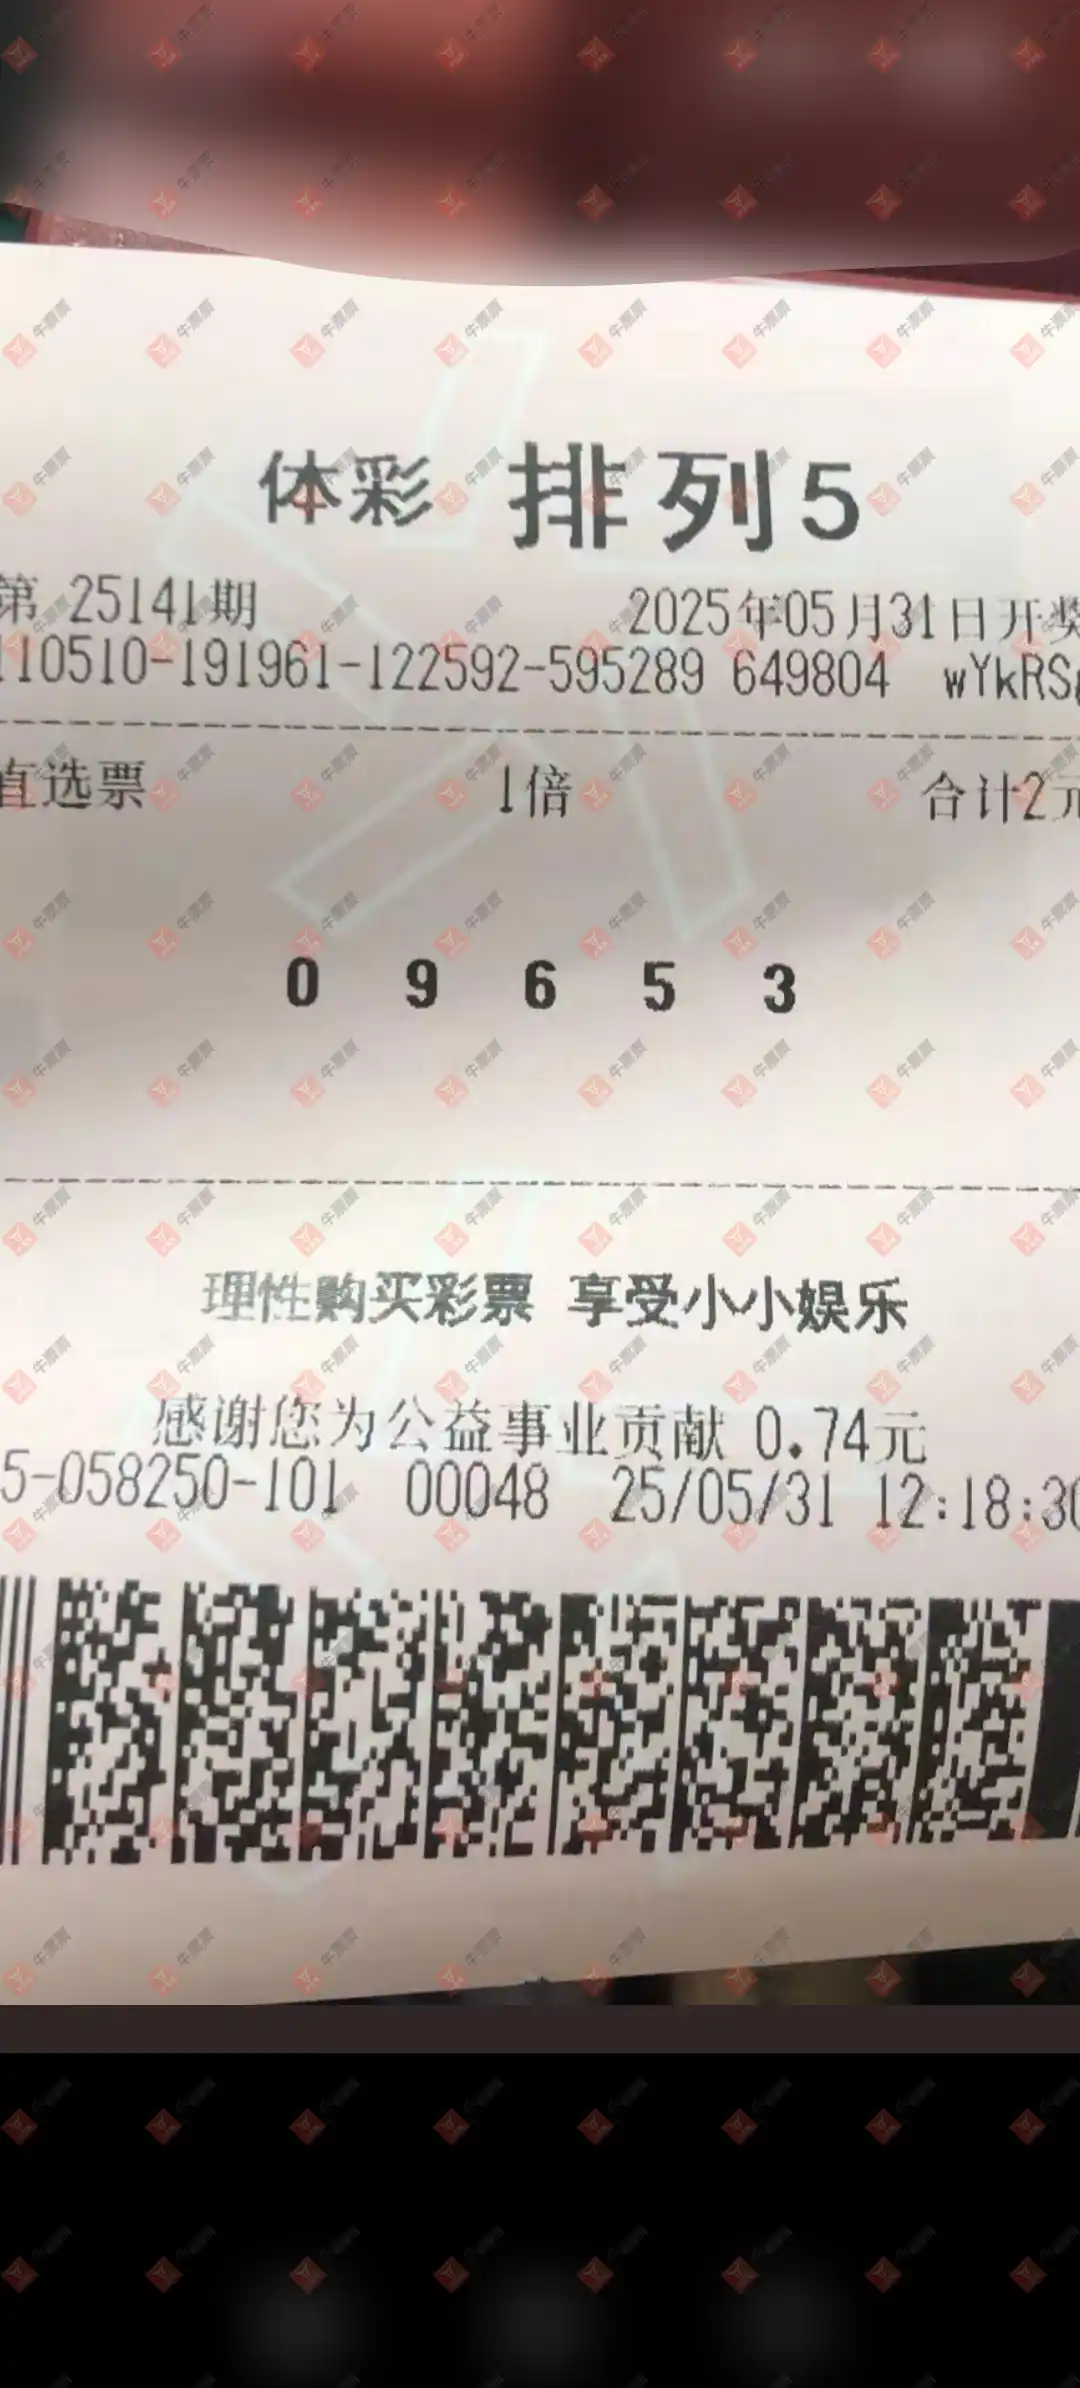 体彩 排列5
第 25141期 2025年05月31日开奖
110510-191961-122592-595289 649804 wYkRS
直选票 1倍 合计2元
0 9 6 5 3
理性购买彩票 享受小小娱乐
感谢您为公益事业贡献 0.74元
5-058250-101 00048 25/05/31 12:18:30